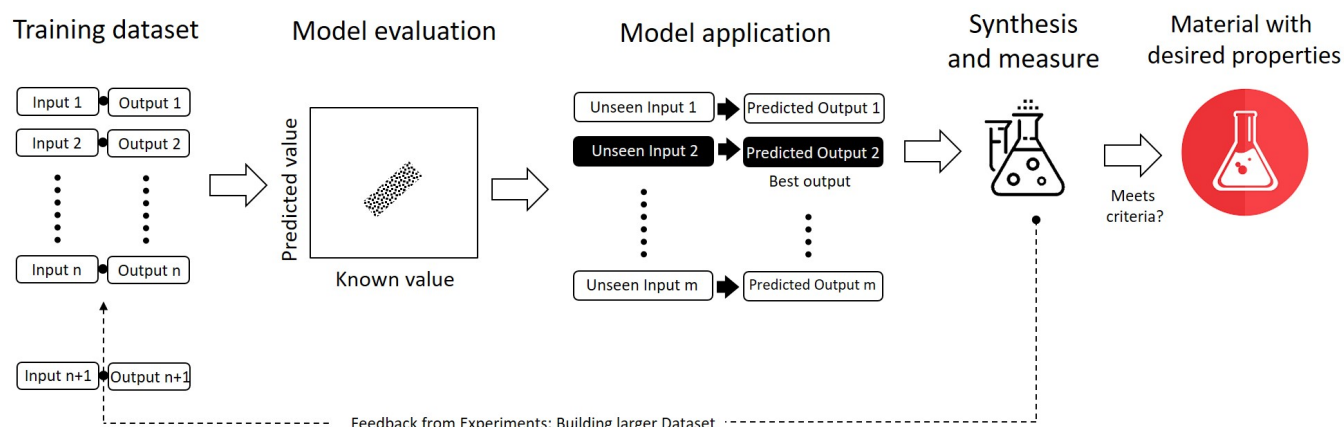 Training dataset
Model evaluation
Model application
Synthesis
and measure
Material with
desired properties
Input 1
Output 1
Input 2
Output 2
Input n
Output n
Input n+1
Output n+1
Predicted value
Known value
Unseen Input 1
Predicted Output 1
Unseen Input 2
Predicted Output 2
Best output
Unseen Input m
Predicted Output m
Meets
criteria?
Feedback from Experiments: Building larger Dataset